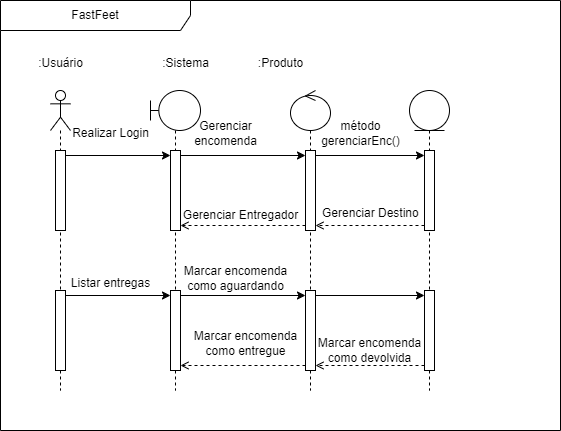 FastFeet
:Usuário
:Sistema
:Produto
Realizar Login
Gerenciar
encomenda
método
gerenciarEnc()
Gerenciar Entregador
Gerenciar Destino
Listar entregas
Marcar encomenda
como aguardando
Marcar encomenda
como entregue
Marcar encomenda
como devolvida